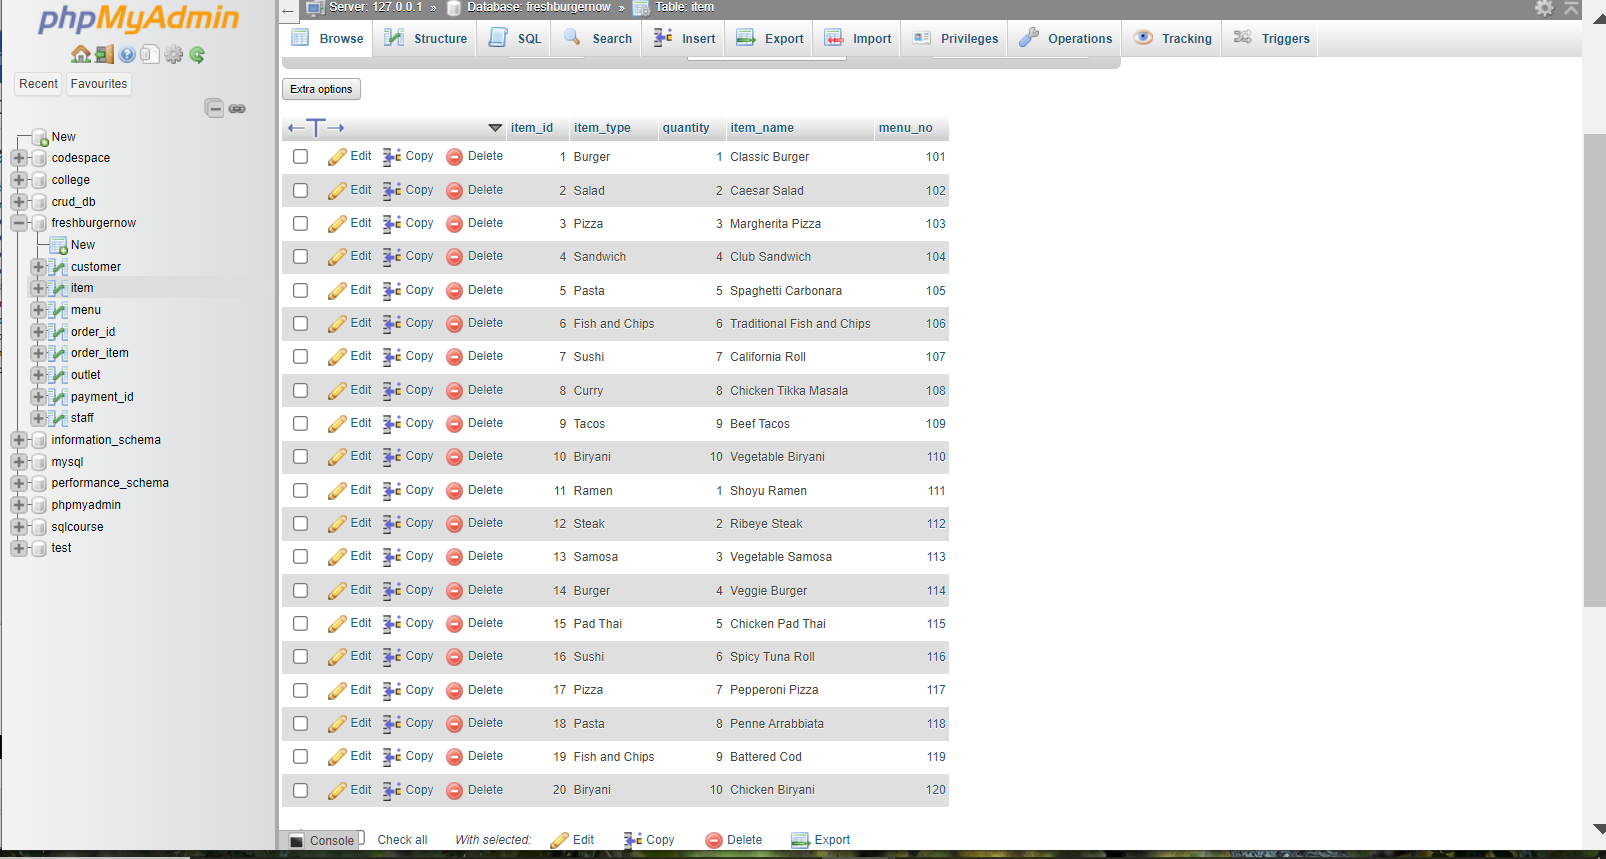 phpMyAdmin
Recent Favourites
New
codespace
college
crud_db
freshburgernow
New
customer
item
menu
order_id
order_item
outlet
payment_id
staff
information_schema
mysql
performance_schema
phpmyadmin
sqlcourse
test
Server: 127.0.0.1 » Database: freshburgernow » Table: item
Browse Structure SQL Search Insert Export Import Privileges Operations Tracking Triggers
Extra options
item_id item_type quantity item_name menu_no
Edit Copy Delete 1 Burger 1 Classic Burger 101
Edit Copy Delete 2 Salad 2 Caesar Salad 102
Edit Copy Delete 3 Pizza 3 Margherita Pizza 103
Edit Copy Delete 4 Sandwich 4 Club Sandwich 104
Edit Copy Delete 5 Pasta 5 Spaghetti Carbonara 105
Edit Copy Delete 6 Fish and Chips 6 Traditional Fish and Chips 106
Edit Copy Delete 7 Sushi 7 California Roll 107
Edit Copy Delete 8 Curry 8 Chicken Tikka Masala 108
Edit Copy Delete 9 Tacos 9 Beef Tacos 109
Edit Copy Delete 10 Biryani 10 Vegetable Biryani 110
Edit Copy Delete 11 Ramen 1 Shoyu Ramen 111
Edit Copy Delete 12 Steak 2 Ribeye Steak 112
Edit Copy Delete 13 Samosa 3 Vegetable Samosa 113
Edit Copy Delete 14 Burger 4 Veggie Burger 114
Edit Copy Delete 15 Pad Thai 5 Chicken Pad Thai 115
Edit Copy Delete 16 Sushi 6 Spicy Tuna Roll 116
Edit Copy Delete 17 Pizza 7 Pepperoni Pizza 117
Edit Copy Delete 18 Pasta 8 Penne Arrabbiata 118
Edit Copy Delete 19 Fish and Chips 9 Battered Cod 119
Edit Copy Delete 20 Biryani 10 Chicken Biryani 120
Console Check all With selected: Edit Copy Delete Export